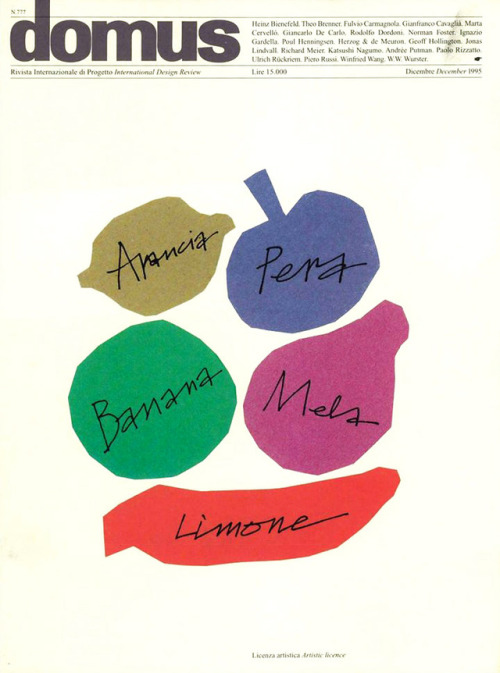 N.777
domus
Heinz Bienefeld. Theo Brenner. Fulvio Carmagnola. Gianfranco Cavaglià. Marta
Cervelló. Giancarlo De Carlo. Rodolfo Dordoni. Norman Foster. Ignazio
Gardella. Poul Henningsen. Herzog & de Meuron. Geoff Hollington. Jonas
Lindvall. Richard Meier. Katsushi Nagumo. Andrée Putman. Paolo Rizzatto.
Ulrich Rückriem. Piero Russi. Winfried Wang. W.W. Wurster.
Rivista Internazionale di Progetto International Design Review
Lire 15.000
Dicembre December 1995
Arancia
Pera
Banana
Mela
Limone
Licenza artistica Artistic licence